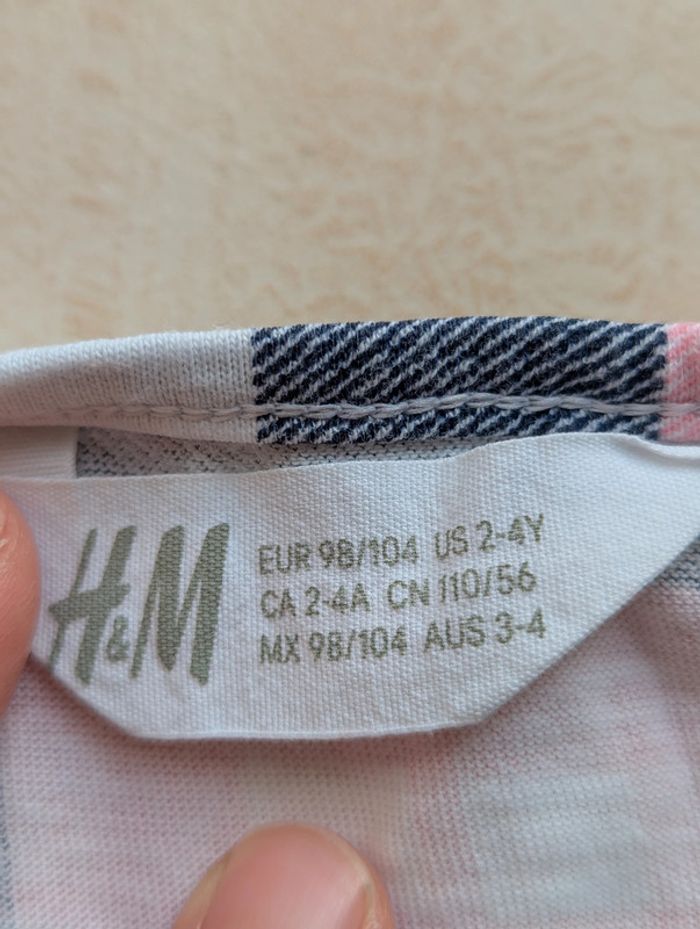 H&M
EUR 98/104 US 2-4Y
CA 2-4A CN 110/56
MX 98/104 AUS 3-4